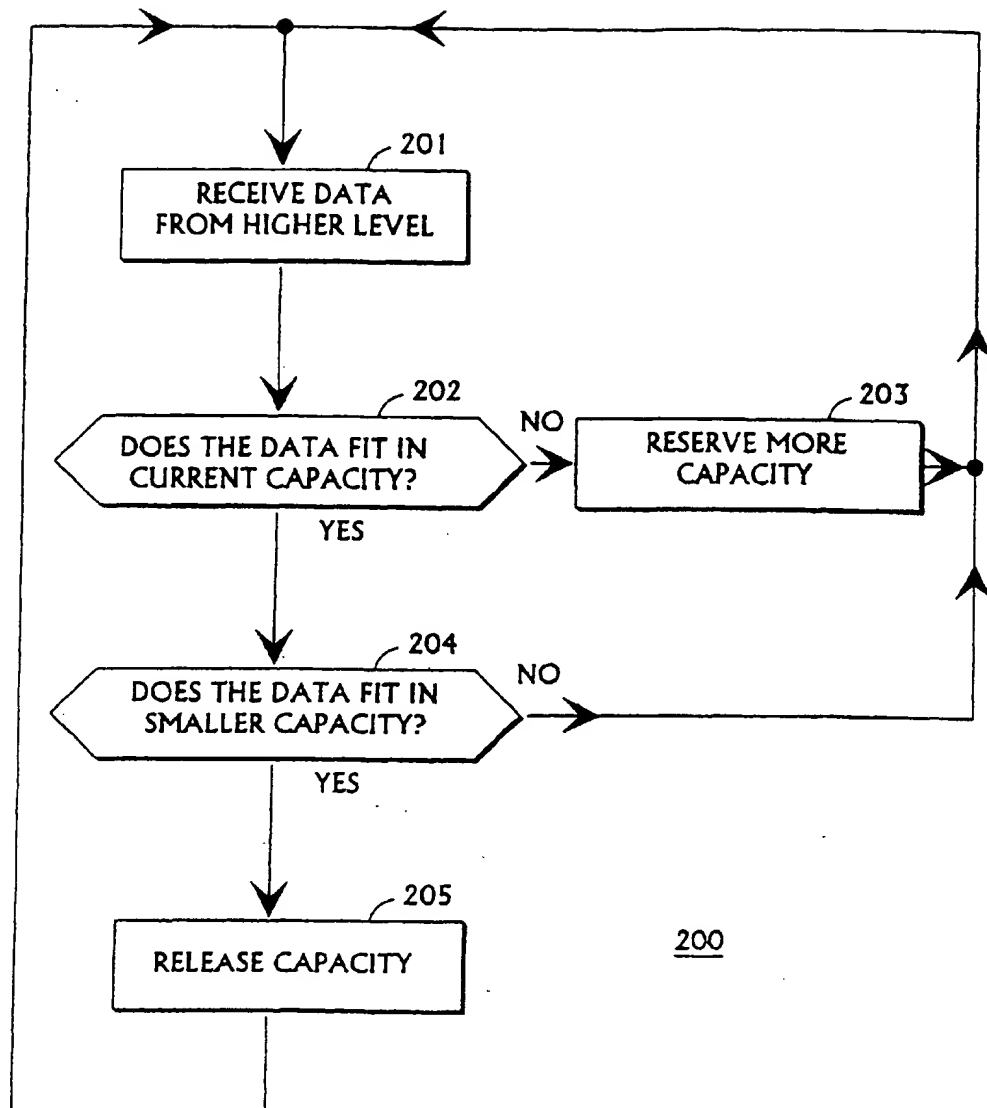 201
RECEIVE DATA
FROM HIGHER LEVEL
202
DOES THE DATA FIT IN
CURRENT CAPACITY?
NO
203
RESERVE MORE
CAPACITY
YES
204
DOES THE DATA FIT IN
SMALLER CAPACITY?
NO
YES
205
RELEASE CAPACITY
200